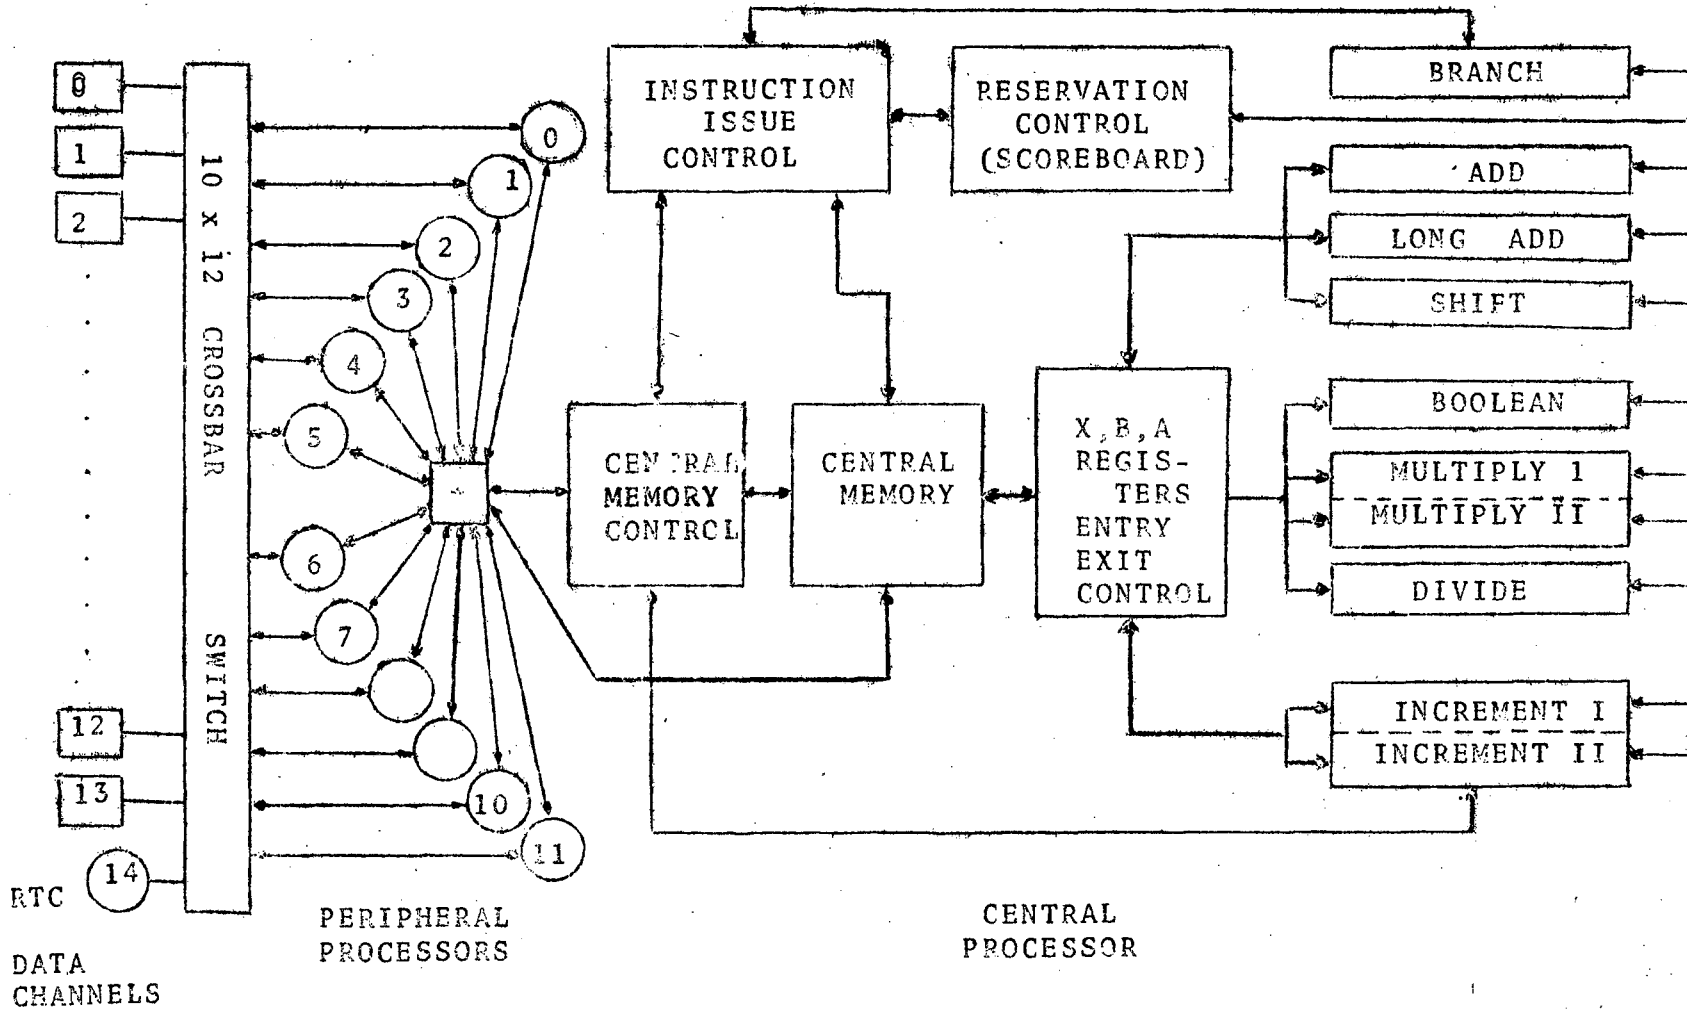 0
1
2
12
13
14
RTC
DATA
CHANNELS
10 x 12 CROSSBAR SWITCH
0
1
2
3
4
5
6
7
10
11
PERIPHERAL
PROCESSORS
INSTRUCTION
ISSUE
CONTROL
RESERVATION
CONTROL
(SCOREBOARD)
CENTRAL
MEMORY
CONTROL
CENTRAL
MEMORY
X,B,A
REGIS-
TERS
ENTRY
EXIT
CONTROL
BRANCH
ADD
LONG ADD
SHIFT
BOOLEAN
MULTIPLY I
MULTIPLY II
DIVIDE
INCREMENT I
INCREMENT II
CENTRAL
PROCESSOR